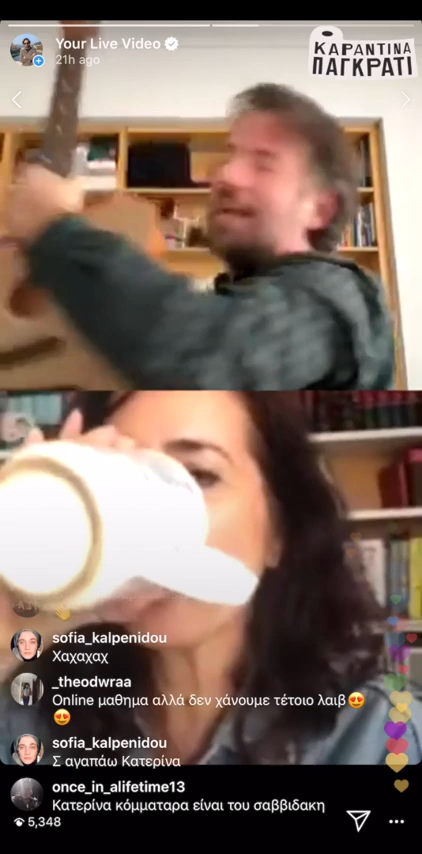 Your Live Video
21h ago
ΚΑΡΑΝΤΙΝΑ
ΠΑΓΚΡΑΤΙ
sofia_kalpenidou
Χαχαχαχ
_theodwraa
Online μαθημα αλλά δεν χάνουμε τέτοιο λαιβ😍
😍
sofia_kalpenidou
Σ αγαπάω Κατερίνα
once_in_alifetime13
Κατερίνα κόμματαρα είναι του σαββιδακη
5,348